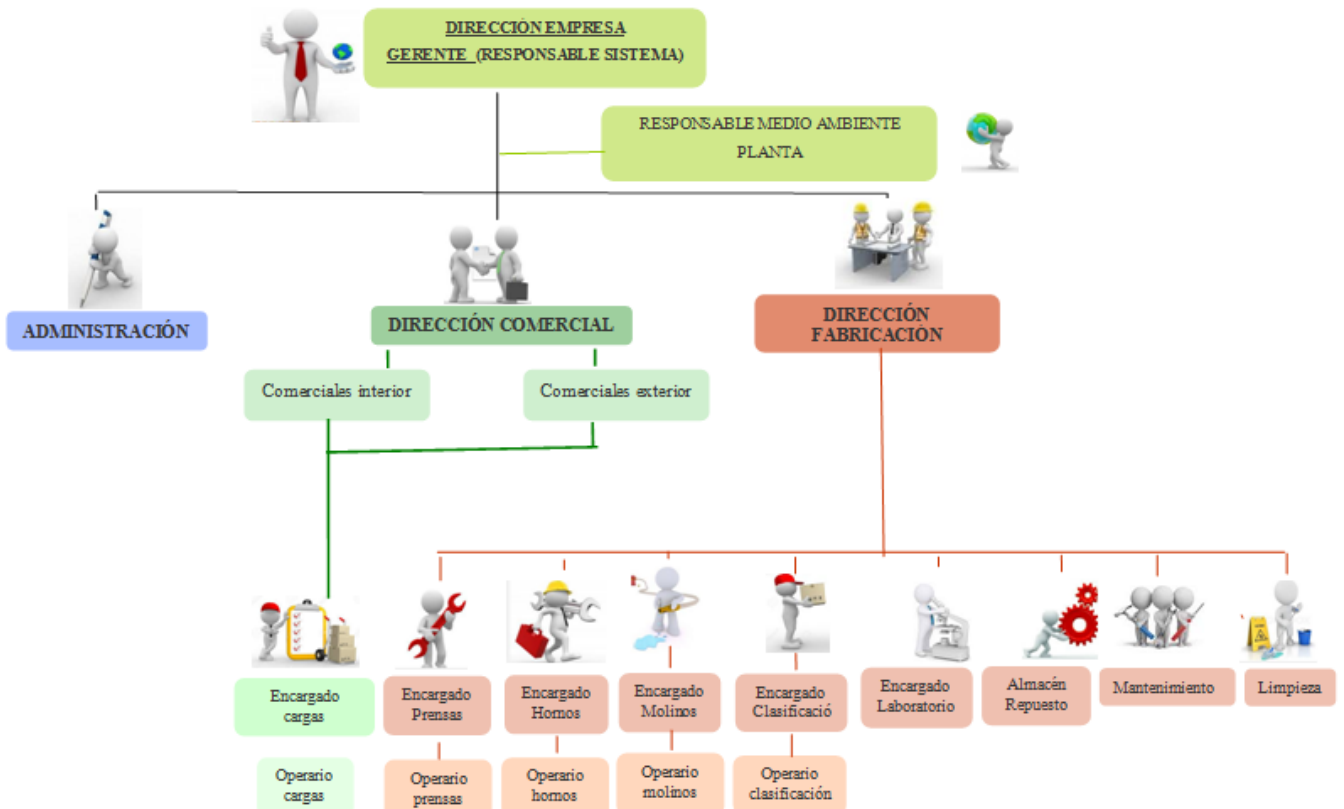 DIRECCIÓN EMPRESA
GERENTE (RESPONSABLE SISTEMA)
RESPONSABLE MEDIO AMBIENTE
PLANTA
ADMINISTRACIÓN
DIRECCIÓN COMERCIAL
DIRECCIÓN
FABRICACIÓN
Comerciales interior
Comerciales exterior
Encargado
cargas
Encargado
Prensas
Encargado
Hornos
Encargado
Molinos
Encargado
Clasificació
Encargado
Laboratorio
Almacén
Repuesto
Mantenimiento
Limpieza
Operario
cargas
Operario
prensas
Operario
hornos
Operario
molinos
Operario
clasificación